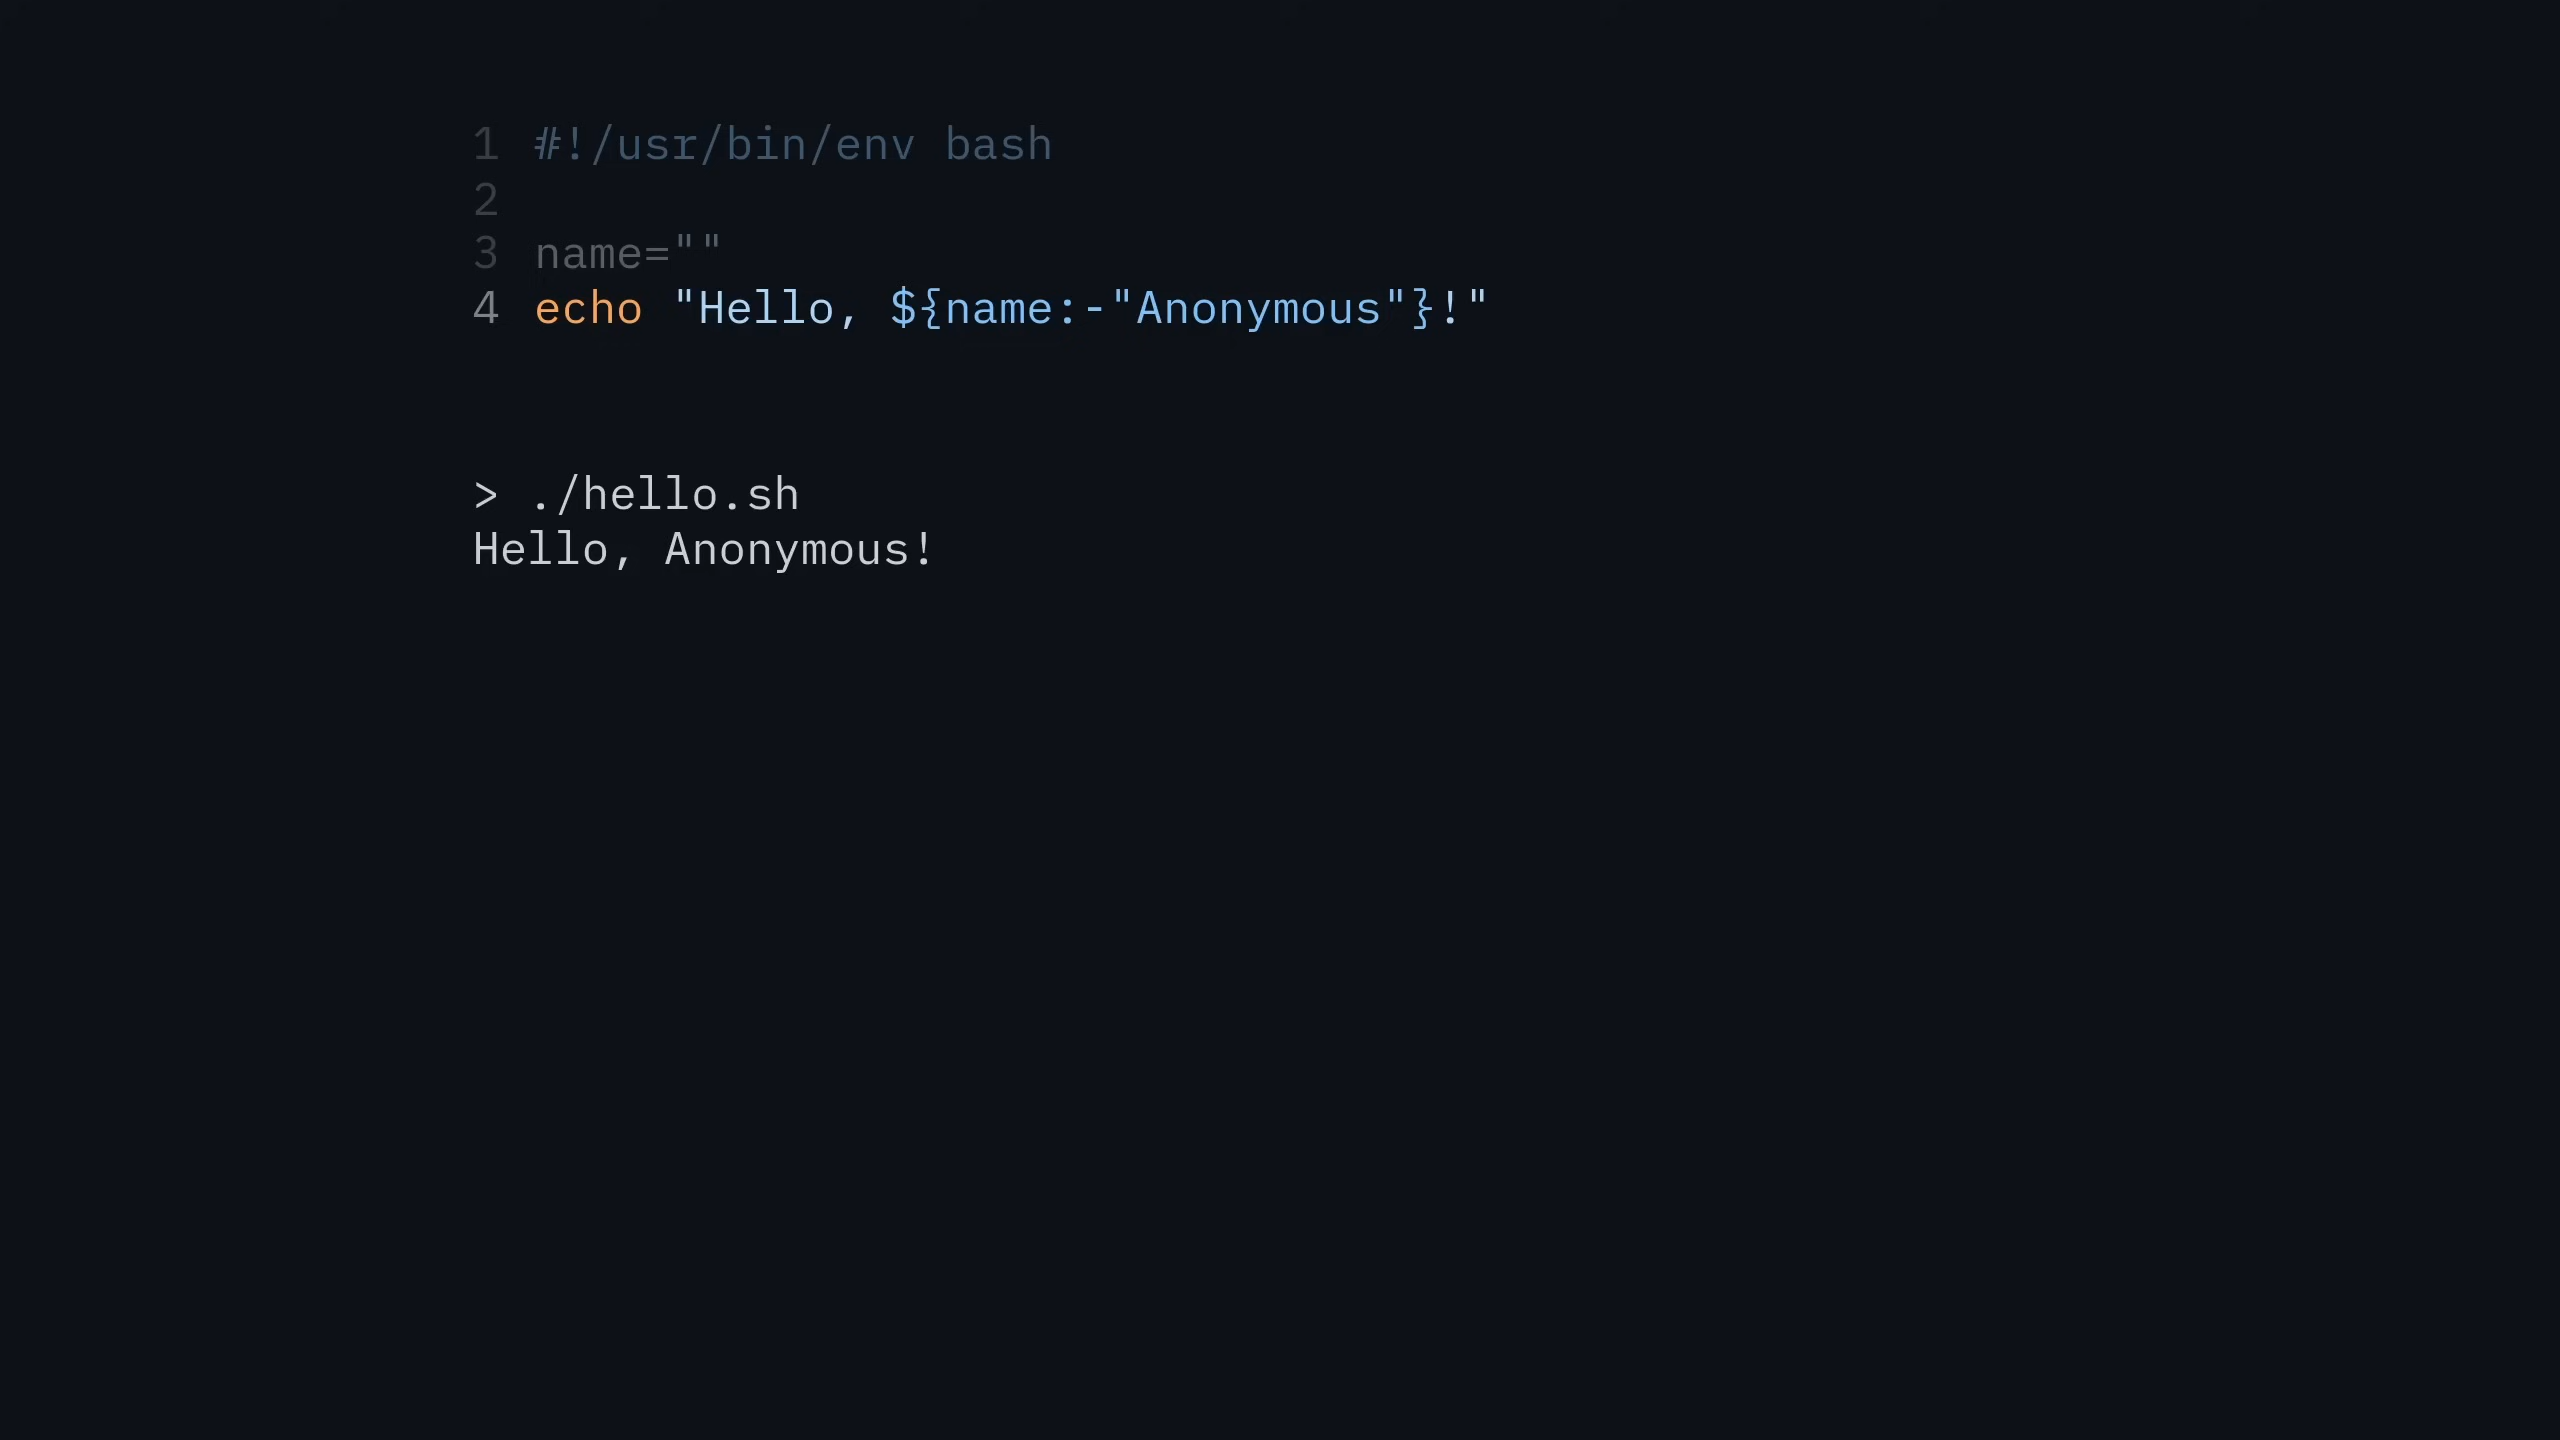 1 #!/usr/bin/env bash
2
3 name=""
4 echo "Hello, ${name:-"Anonymous"}!"
> ./hello.sh
Hello, Anonymous!